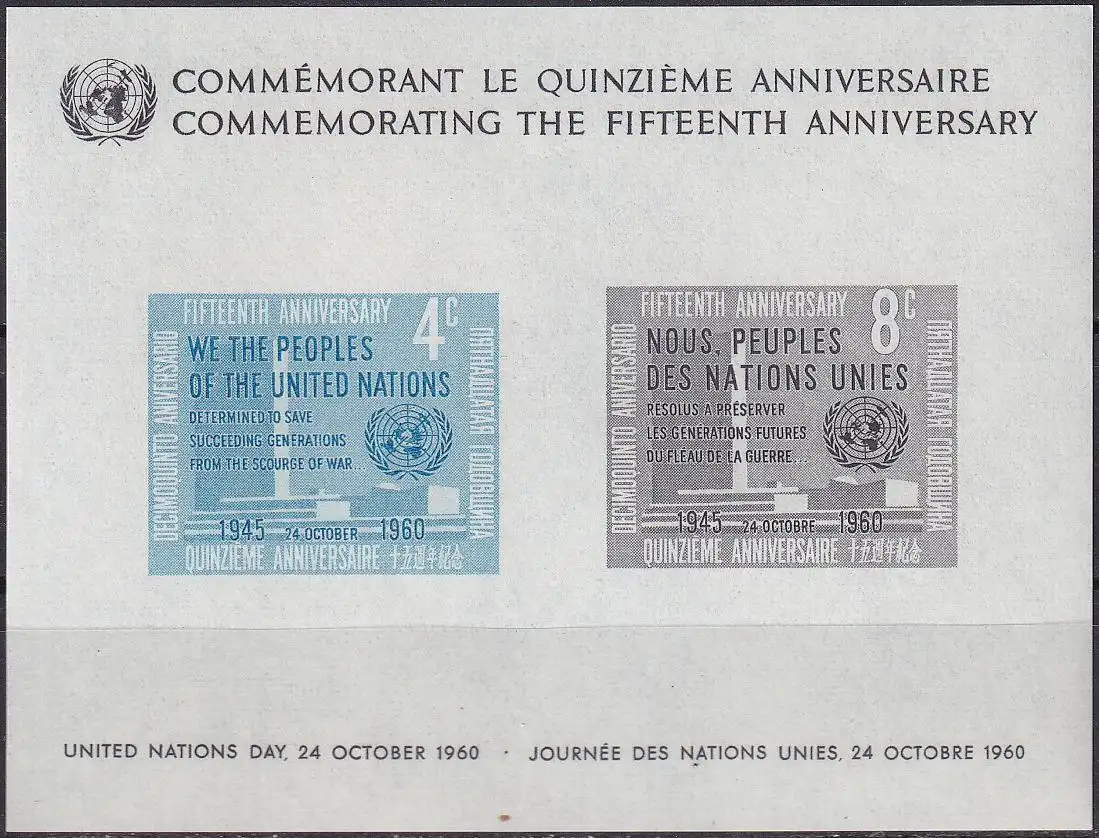 COMMÉMORANT LE QUINZIÈME ANNIVERSAIRE
COMMEMORATING THE FIFTEENTH ANNIVERSARY
FIFTEENTH ANNIVERSARY 4C
DECIMOQUINTO ANIVERSARIO
WE THE PEOPLES
OF THE UNITED NATIONS
DETERMINED TO SAVE
SUCCEEDING GENERATIONS
FROM THE SCOURGE OF WAR...
1945 24 OCTOBER 1960
QUINZIEME ANNIVERSAIRE 十五週年紀念
FIFTEENTH ANNIVERSARY 8C
DECIMOQUINTO ANIVERSARIO
NOUS, PEUPLES
DES NATIONS UNIES
RESOLUS A PRÉSERVER
LES GENERATIONS FUTURES
DU FLEAU DE LA GUERRE...
1945 24 OCTOBRE 1960
QUINZIEME ANNIVERSAIRE 十五週年紀念
UNITED NATIONS DAY, 24 OCTOBER 1960 · JOURNÉE DES NATIONS UNIES, 24 OCTOBRE 1960